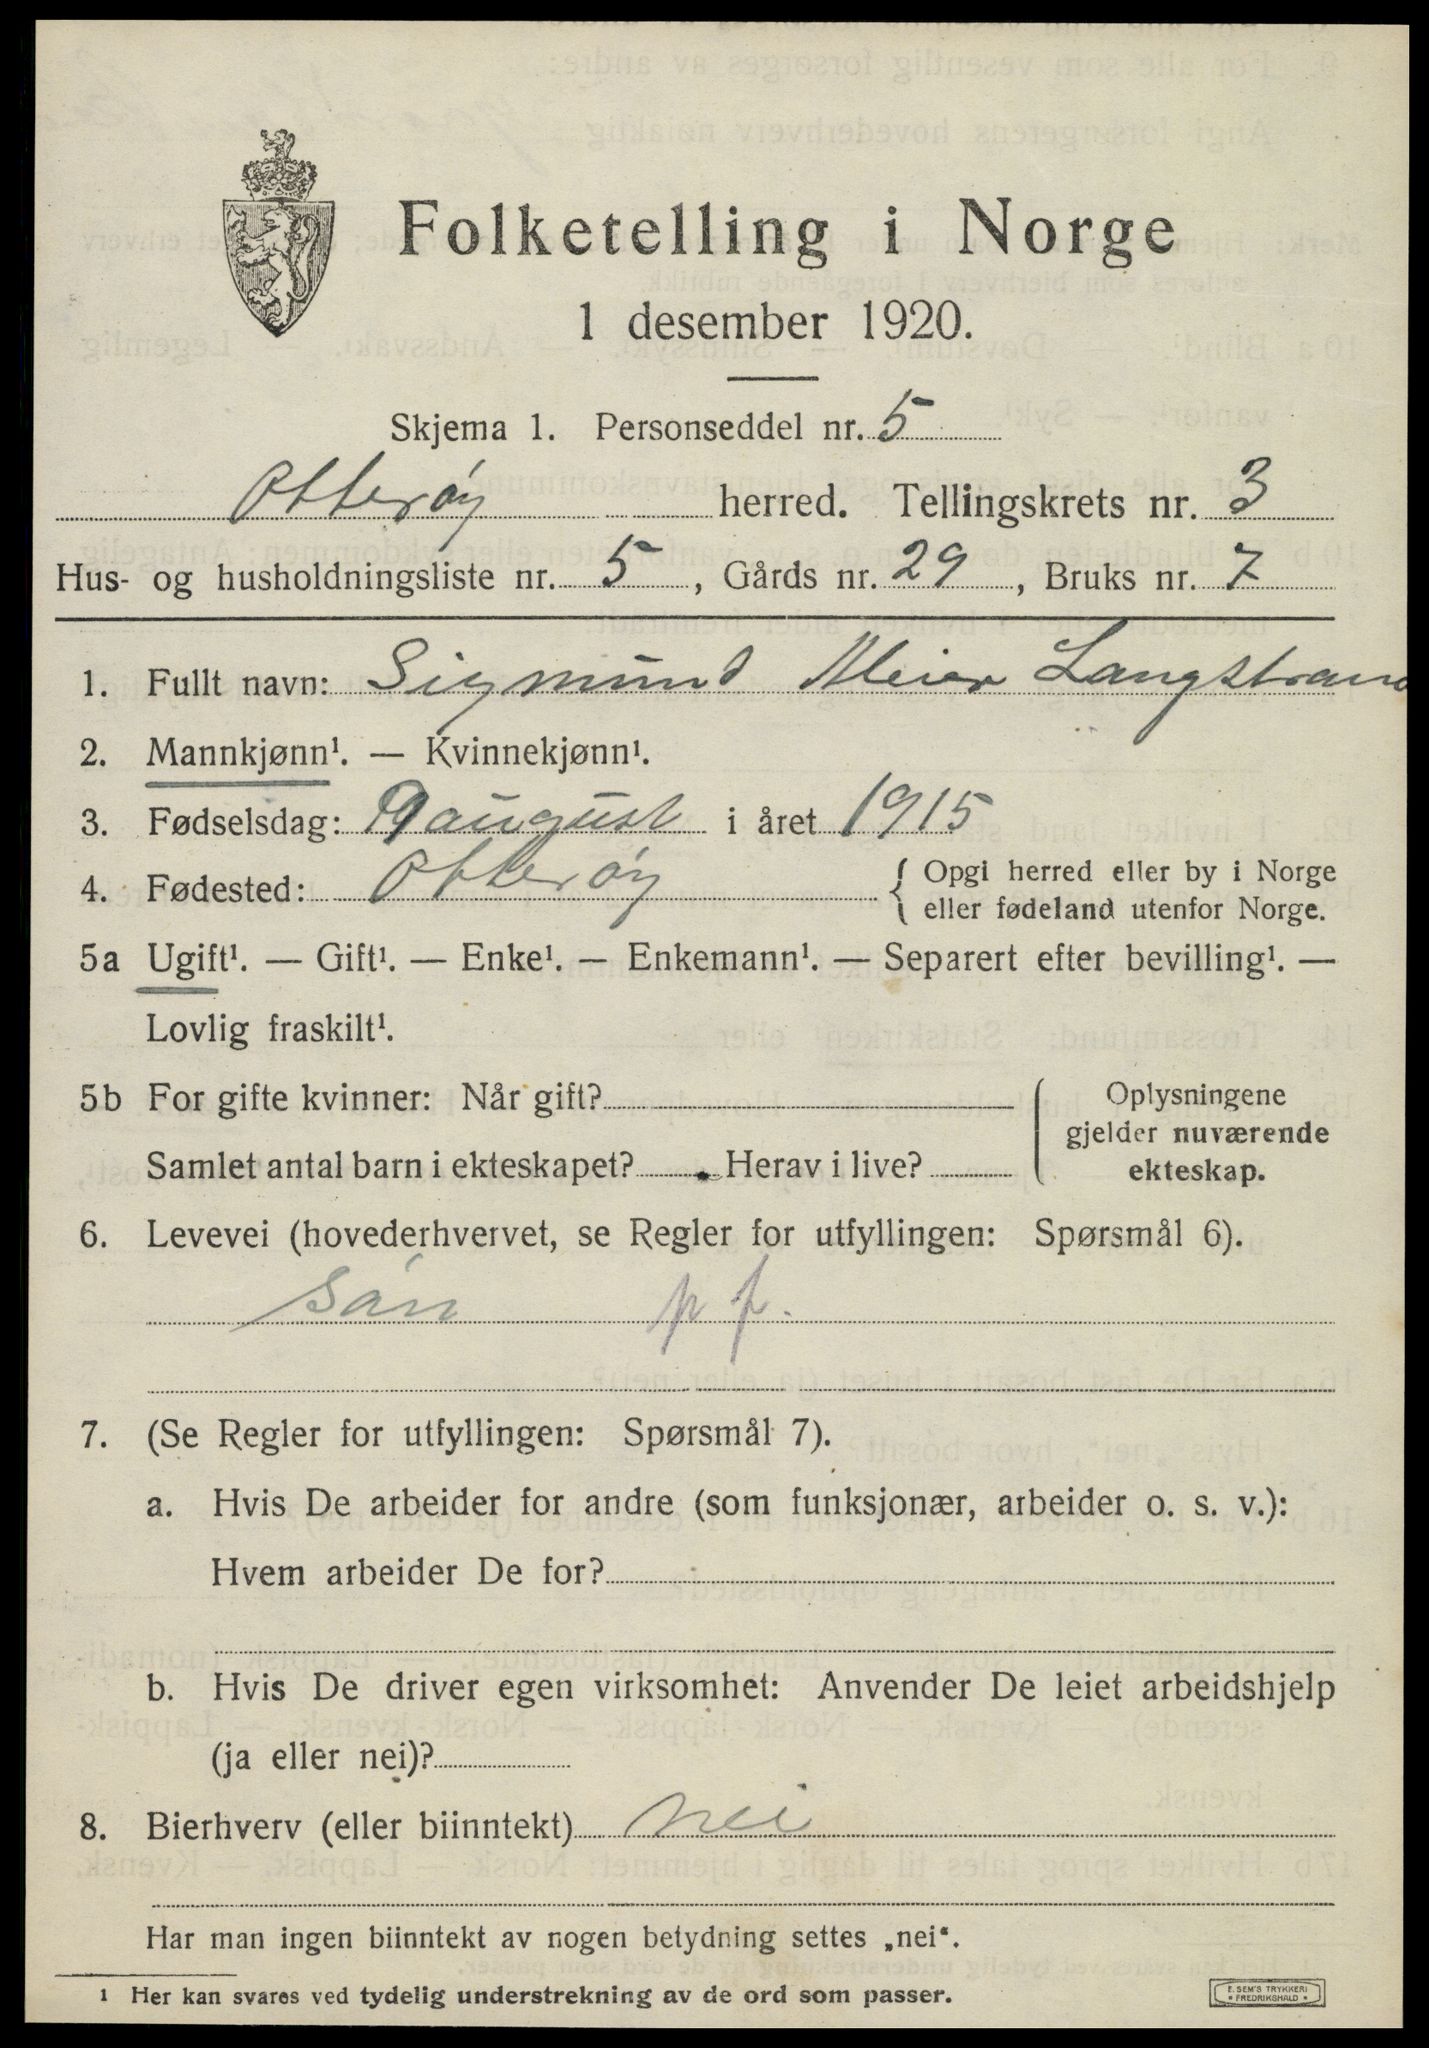 Folketelling i Norge
1 desember 1920.
Skjema 1. Personseddel nr. 5
Otterøy herred. Tellingskrets nr. 3
Hus- og husholdningsliste nr. 5, Gårds nr. 29, Bruks nr. 7
1. Fullt navn: Sigmund Meier Langstrand
2. Mannkjønn¹. — Kvinnekjønn¹.
3. Fødselsdag: 9 august i året 1915
4. Fødested: Otterøy { Opgi herred eller by i Norge
eller fødeland utenfor Norge.
5a Ugift¹. — Gift¹. — Enke¹. — Enkemann¹. — Separert efter bevilling¹. —
Lovlig fraskilt¹.
5b For gifte kvinner: Når gift?
Samlet antal barn i ekteskapet? Herav i live?
Oplysningene
gjelder nuværende
ekteskap.
6. Levevei (hovederhvervet, se Regler for utfyllingen: Spørsmål 6).
sön p f.
7. (Se Regler for utfyllingen: Spørsmål 7).
a. Hvis De arbeider for andre (som funksjonær, arbeider o. s. v.):
Hvem arbeider De for?
b. Hvis De driver egen virksomhet: Anvender De leiet arbeidshjelp
(ja eller nei)?
8. Bierhverv (eller biinntekt) nei
Har man ingen biinntekt av nogen betydning settes „nei“.
1 Her kan svares ved tydelig understrekning av de ord som passer.
E. SEM'S TRYKKERI
* FREDRIKSHALD *